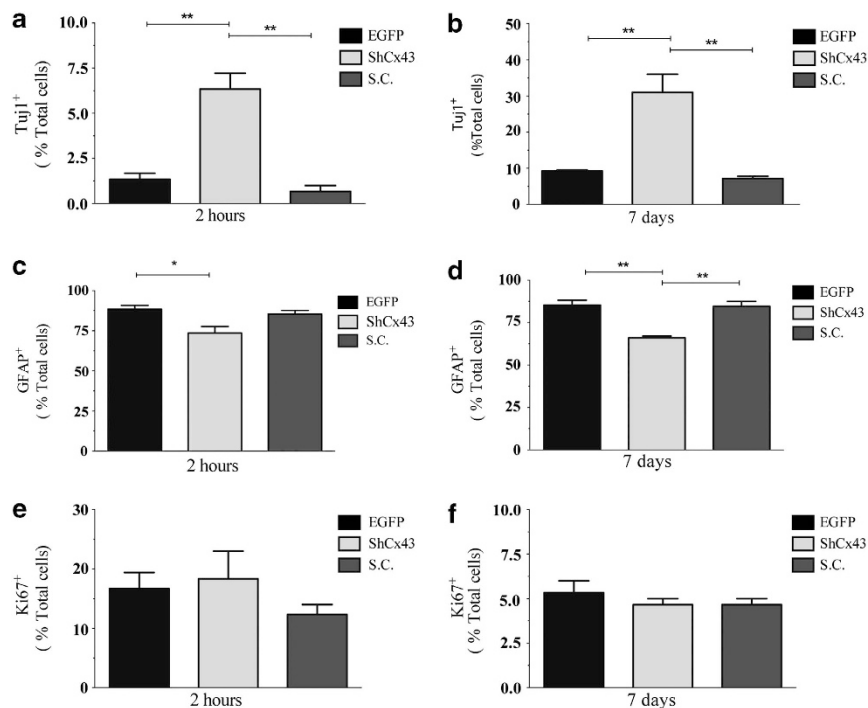 a
10.0
7.5
5.0
2.5
0.0
Tuj1+
( % Total cells)
** **
2 hours
EGFP
ShCx43
S.C.
b
50
40
30
20
10
0
Tuj1+
(%Total cells)
** **
7 days
EGFP
ShCx43
S.C.
c
100
75
50
25
0
GFAP+
( % Total cells)
*
2 hours
EGFP
ShCx43
S.C.
d
100
75
50
25
0
GFAP+
( % Total cells)
** **
7 days
EGFP
ShCx43
S.C.
e
30
20
10
0
Ki67+
( % Total cells)
2 hours
EGFP
ShCx43
S.C.
f
10.0
7.5
5.0
2.5
0.0
Ki67+
( % Total cells)
7 days
EGFP
ShCx43
S.C.